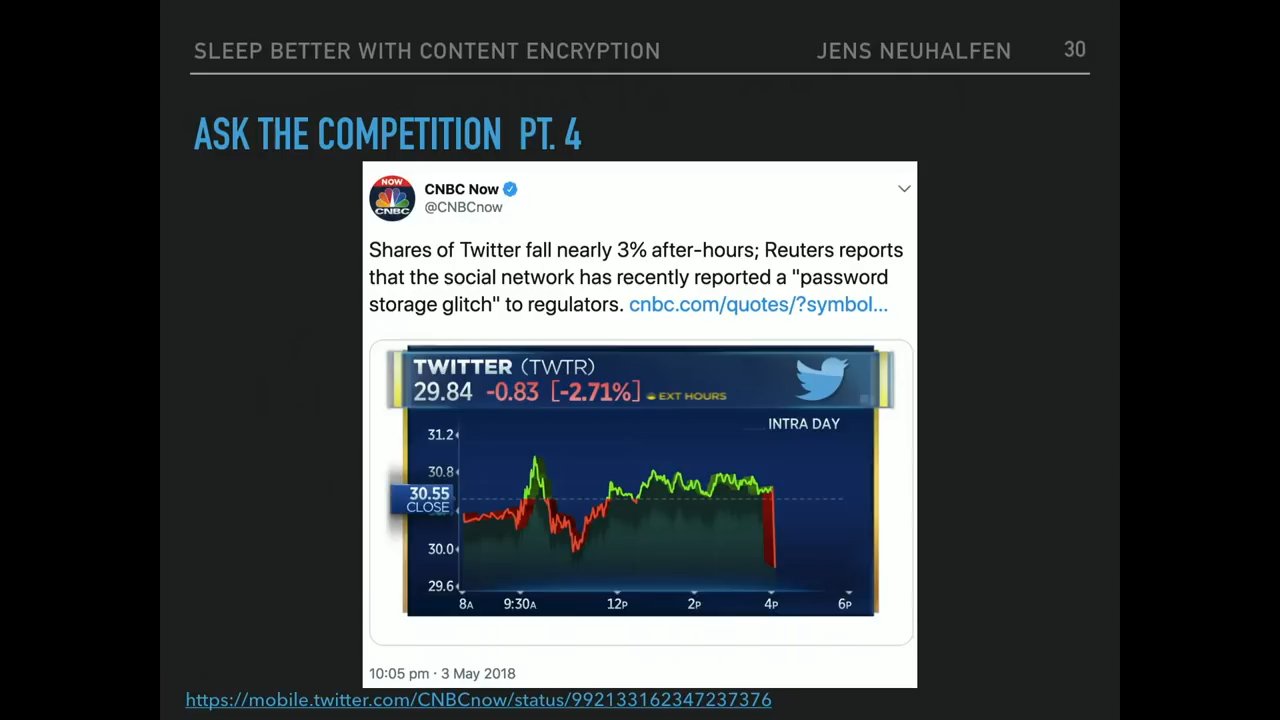 SLEEP BETTER WITH CONTENT ENCRYPTION JENS NEUHALFEN 30
ASK THE COMPETITION PT. 4
NOW
CNBC
CNBC Now
@CNBCnow
Shares of Twitter fall nearly 3% after-hours; Reuters reports
that the social network has recently reported a "password
storage glitch" to regulators. cnbc.com/quotes/?symbol...
TWITTER (TWTR)
29.84 -0.83 [-2.71%] EXT HOURS
INTRA DAY
31.2
30.8
30.55
CLOSE
30.0
29.6
8A 9:30A 12P 2P 4P 6P
10:05 pm · 3 May 2018
https://mobile.twitter.com/CNBCnow/status/992133162347237376